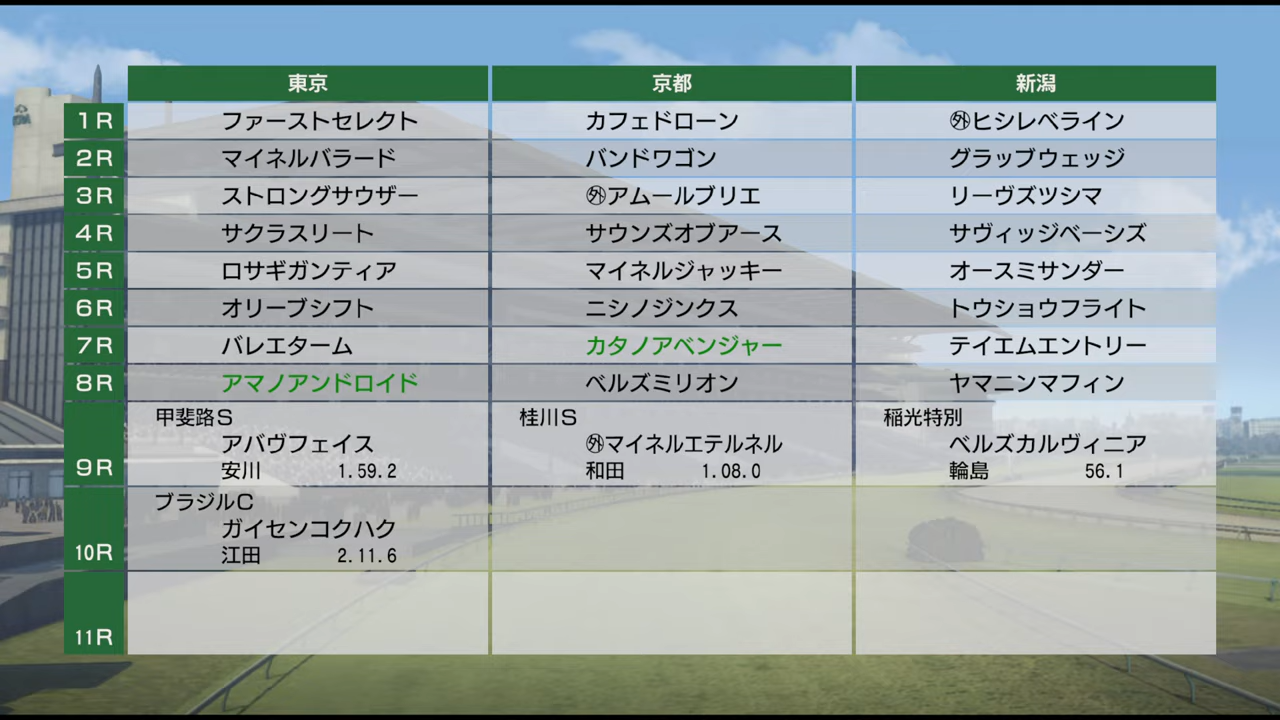 東京 京都 新潟
1R ファーストセレクト カフェドローン ㊕ヒシレベライン
2R マイネルバラード バンドワゴン グラッブウェッジ
3R ストロングサウザー 外アムールブリエ リーヴズツシマ
4R サクラスリート サウンズオブアース サヴィッジベーシズ
5R ロサギガンティア マイネルジャッキー オースミサンダー
6R オリーブシフト ニシノジンクス トウショウフライト
7R バレエターム カタノアベンジャー テイエムエントリー
8R アマノアンドロイド ベルズミリオン ヤマニンマフィン
甲斐路S 桂川S 稲光特別
アバヴフェイス 外マイネルエテルネル ベルズカルヴィニア
9R 安川 1.59.2 和田 1.08.0 輪島 56.1
ブラジルC
ガイセンコクハク
10R 江田 2.11.6
11R